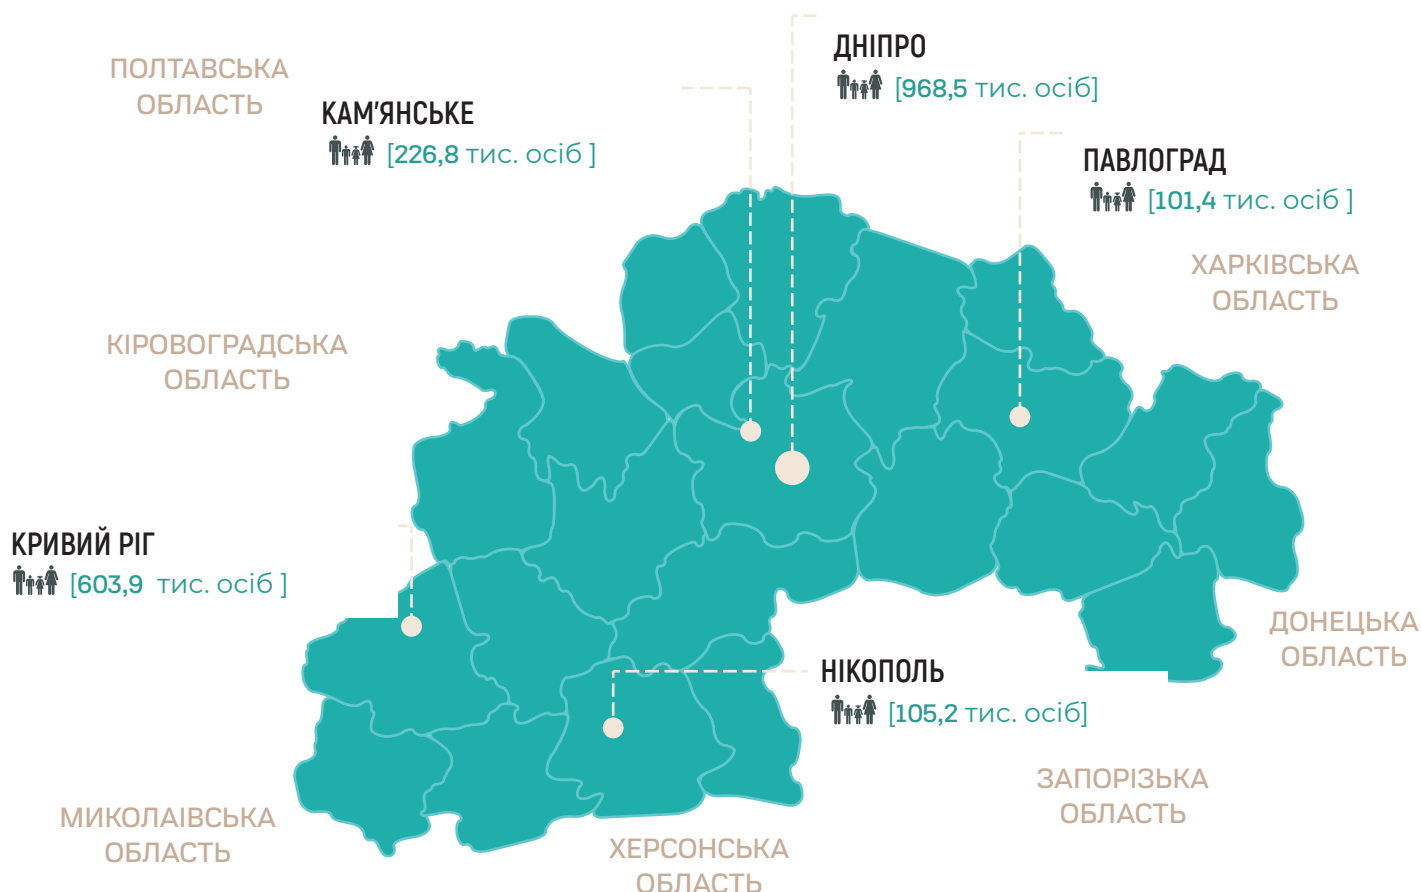 ДНІПРО
[968,5 тис. осіб]
ПОЛТАВСЬКА
ОБЛАСТЬ
КАМ'ЯНСЬКЕ
[226,8 тис. осіб ]
ПАВЛОГРАД
[101,4 тис. осіб ]
ХАРКІВСЬКА
ОБЛАСТЬ
КІРОВОГРАДСЬКА
ОБЛАСТЬ
КРИВИЙ РІГ
[603,9 тис. осіб ]
ДОНЕЦЬКА
ОБЛАСТЬ
НІКОПОЛЬ
[105,2 тис. осіб]
ЗАПОРІЗЬКА
ОБЛАСТЬ
МИКОЛАІВСЬКА
ОБЛАСТЬ
ХЕРСОНСЬКА
ОБЛАСТЬ